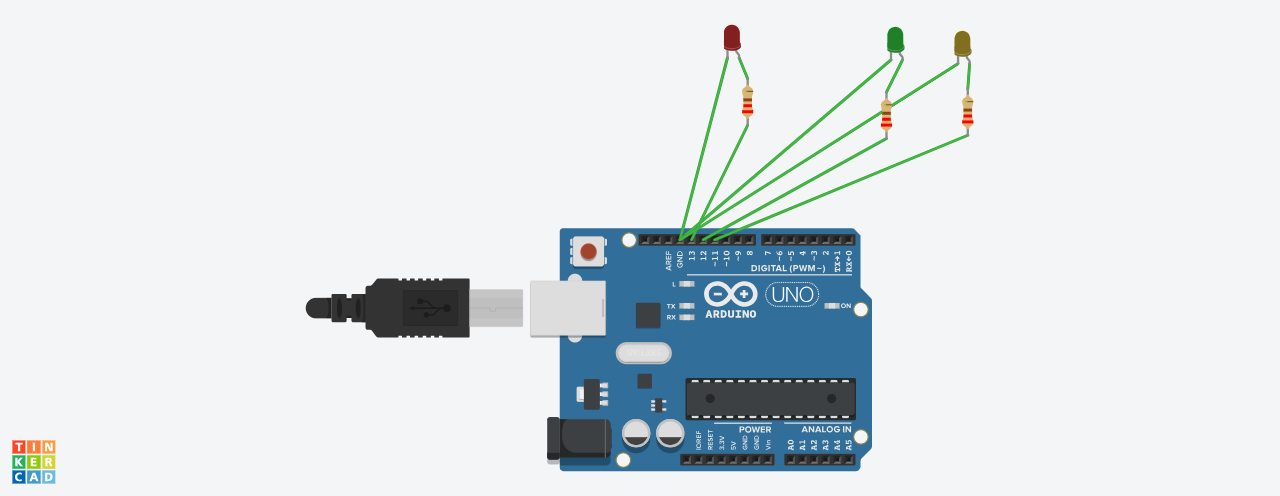 AREF
GND
13
12
~11
~10
~9
8
7
~6
~5
4
~3
2
TX→1
RX←0
DIGITAL (PWM~)
L
TX
RX
ARDUINO
UNO
ON
POWER
ANALOG IN
IOREF
RESET
3.3V
5V
GND
GND
Vin
A0
A1
A2
A3
A4
A5
TIN
KER
CAD